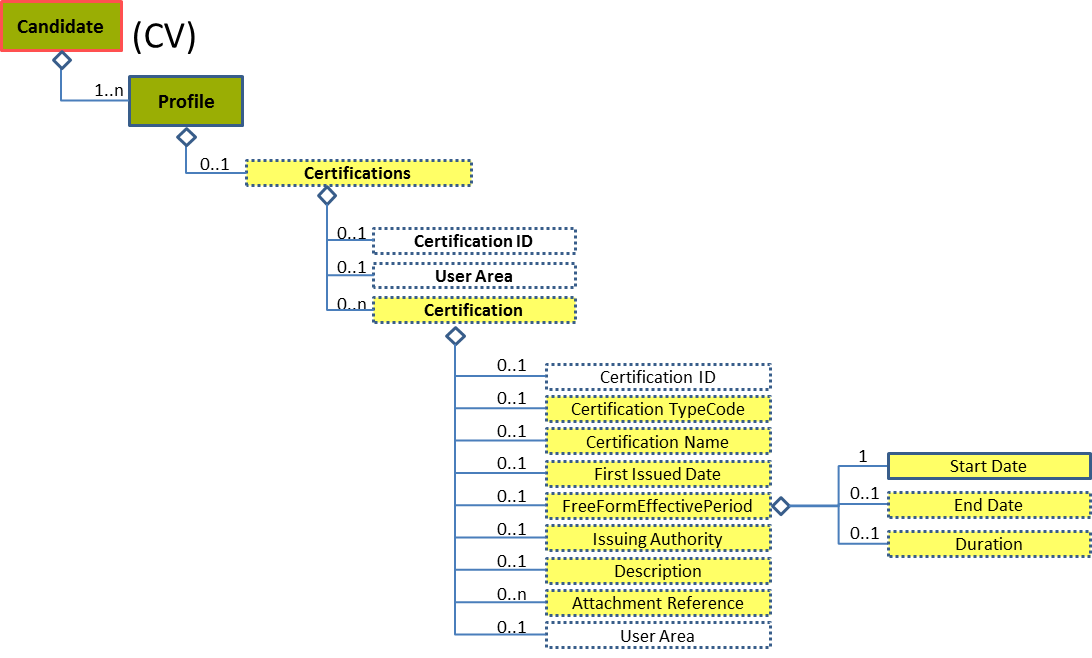 Candidate
(CV)
1..n
Profile
0..1
Certifications
0..1
Certification ID
0..1
User Area
0..n
Certification
0..1
Certification ID
0..1
Certification TypeCode
0..1
Certification Name
0..1
First Issued Date
0..1
FreeFormEffectivePeriod
1
Start Date
0..1
End Date
0..1
Duration
0..1
Issuing Authority
0..1
Description
0..n
Attachment Reference
0..1
User Area